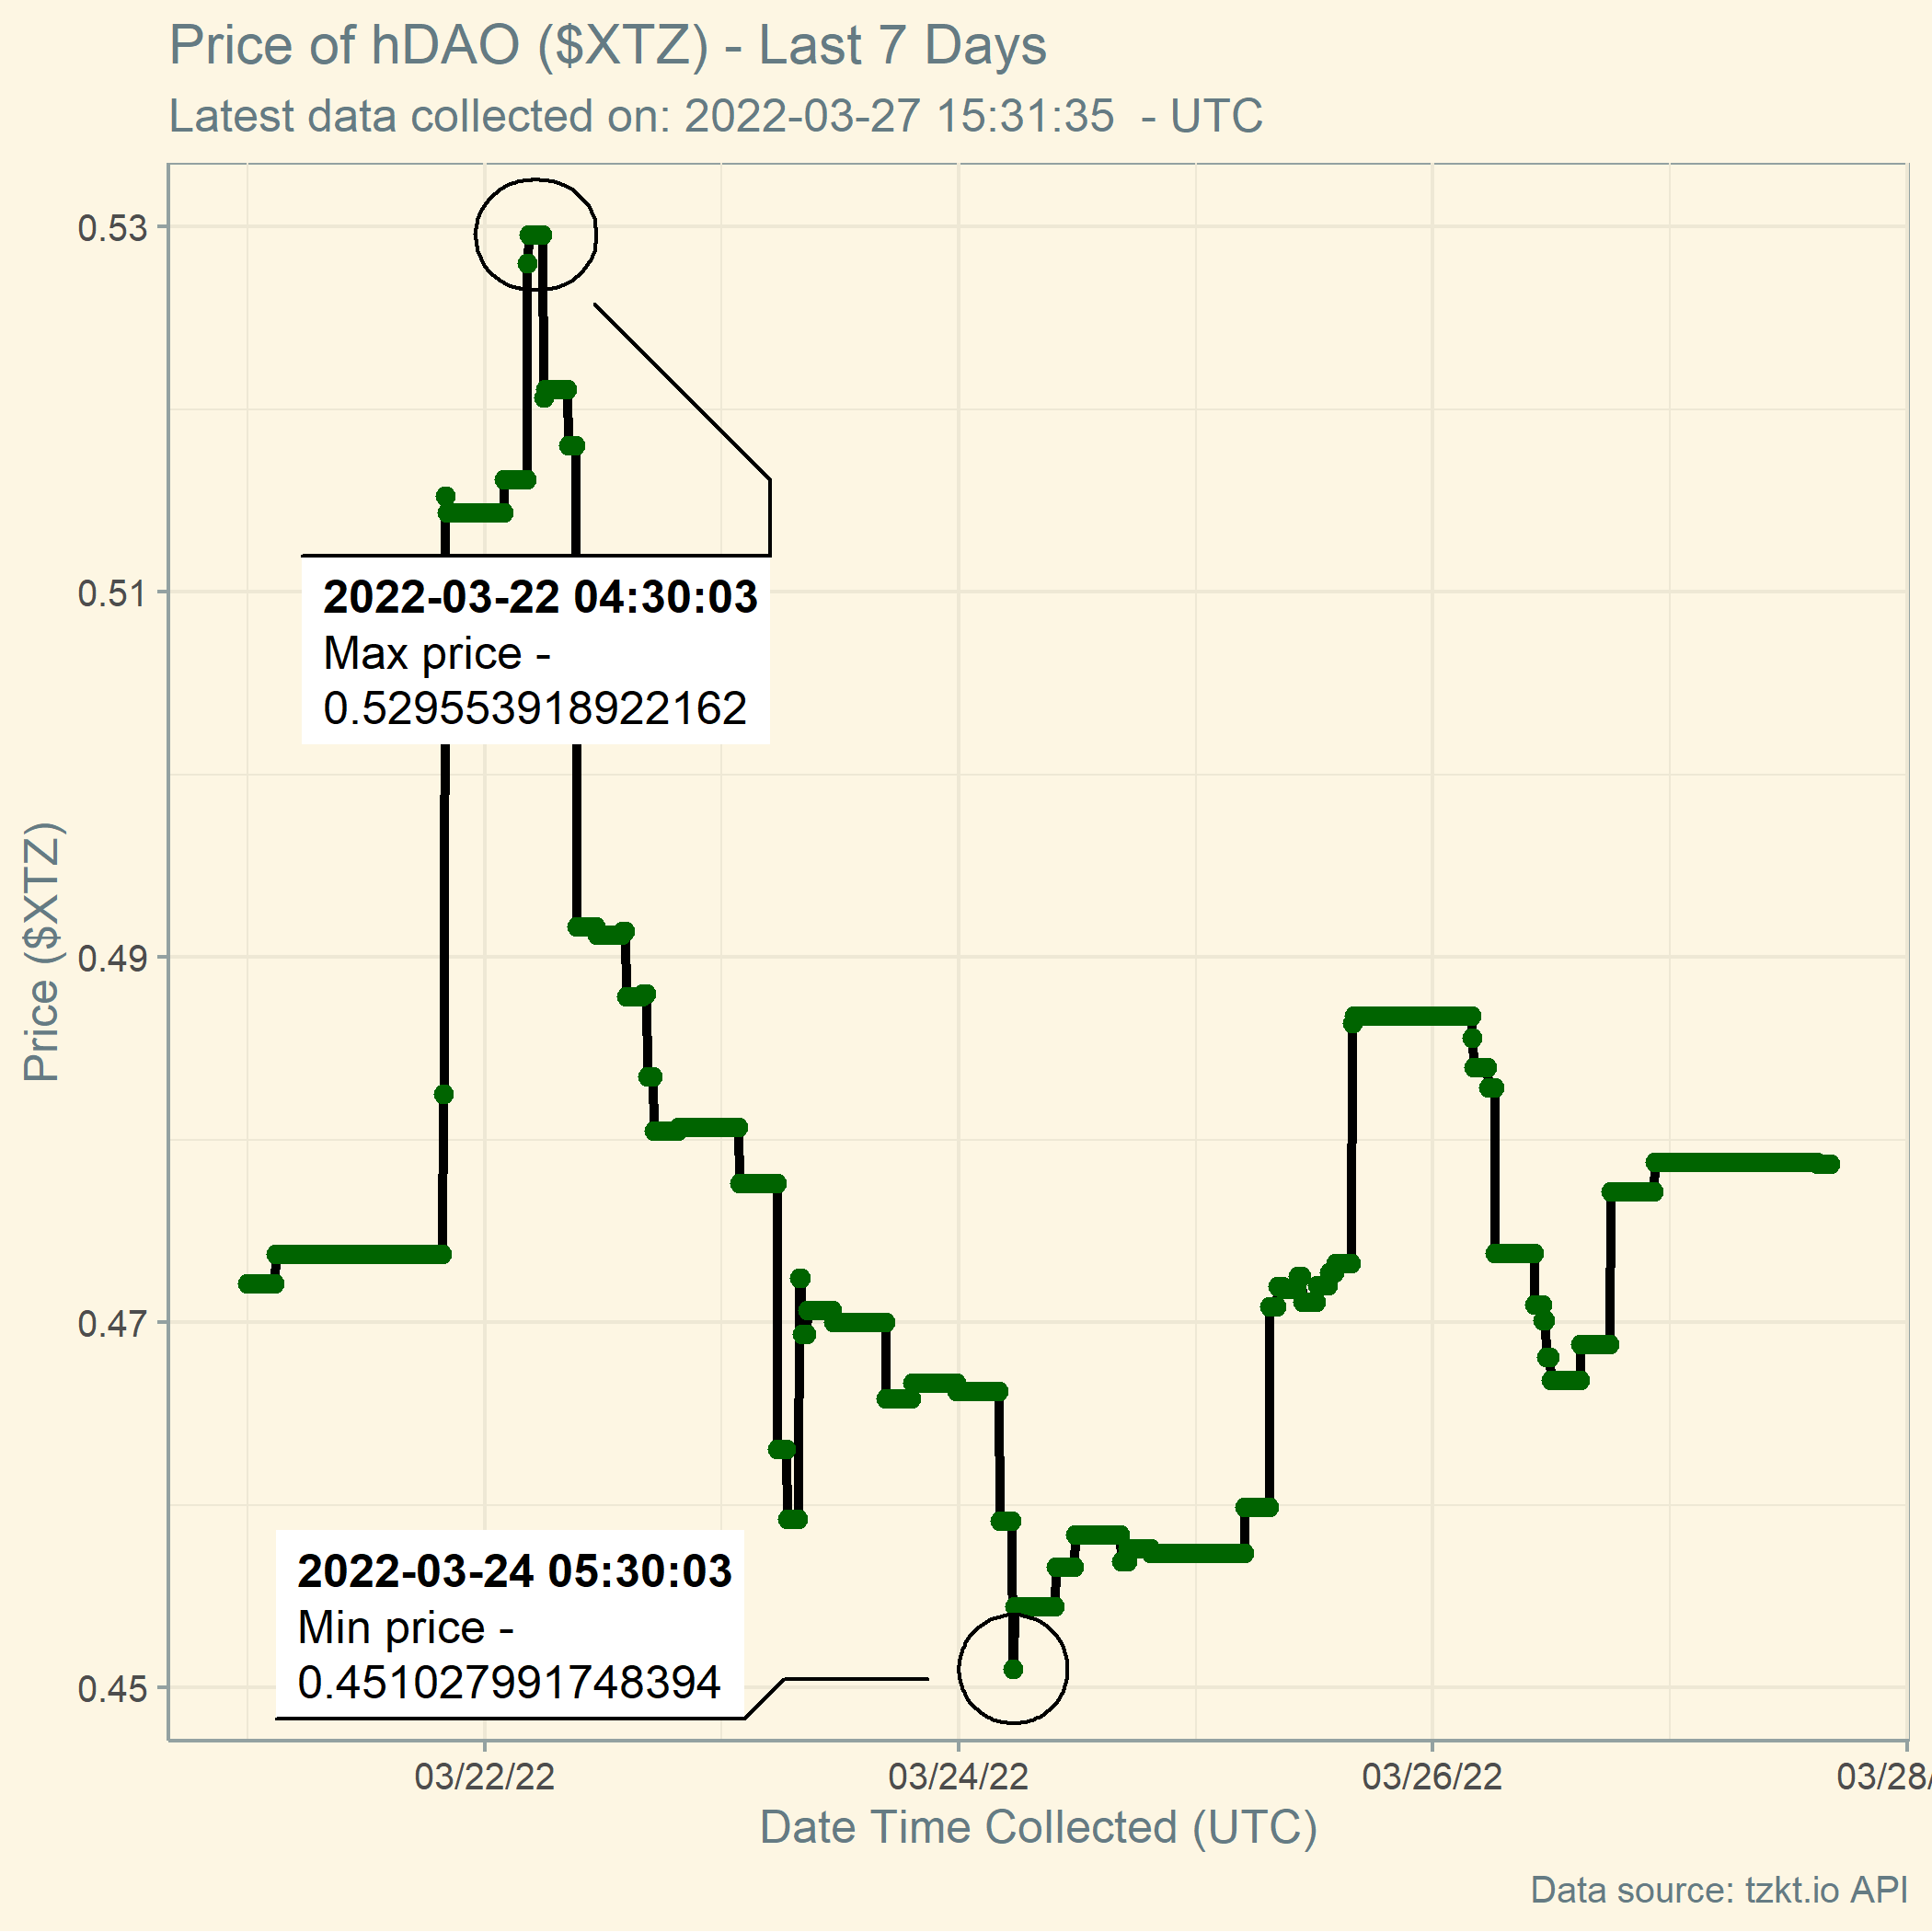 Price of hDAO ($XTZ) - Last 7 Days
Latest data collected on: 2022-03-27 15:31:35  - UTC
Price ($XTZ)
0.53
0.51
0.49
0.47
0.45
2022-03-22 04:30:03
Max price -
0.529553918922162
2022-03-24 05:30:03
Min price -
0.451027991748394
03/22/22
03/24/22
03/26/22
03/28/
Date Time Collected (UTC)
Data source: tzkt.io API